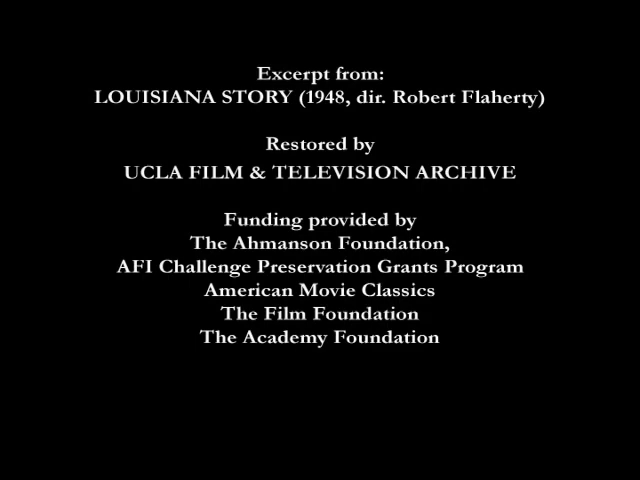 Excerpt from:
LOUISIANA STORY (1948, dir. Robert Flaherty)
Restored by
UCLA FILM & TELEVISION ARCHIVE
Funding provided by
The Ahmanson Foundation,
AFI Challenge Preservation Grants Program
American Movie Classics
The Film Foundation
The Academy Foundation